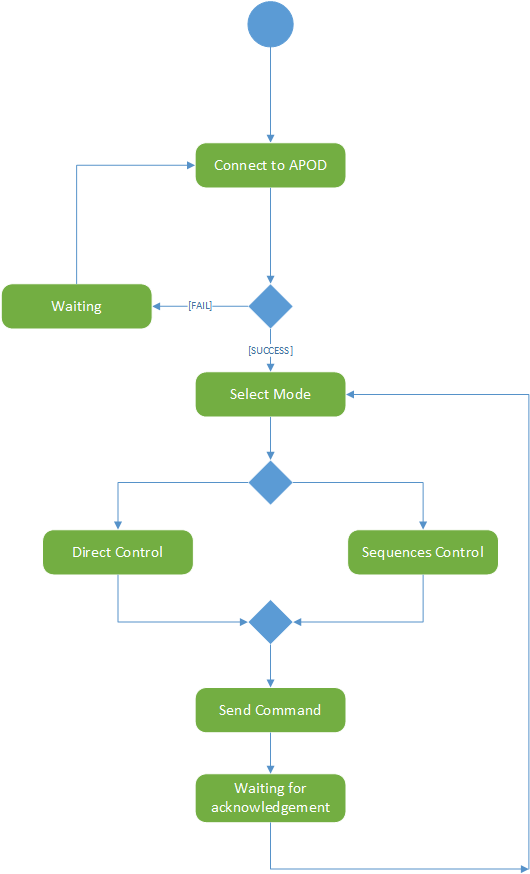 Connect to APOD
Waiting
[FAIL]
[SUCCESS]
Select Mode
Direct Control
Sequences Control
Send Command
Waiting for
acknowledgement